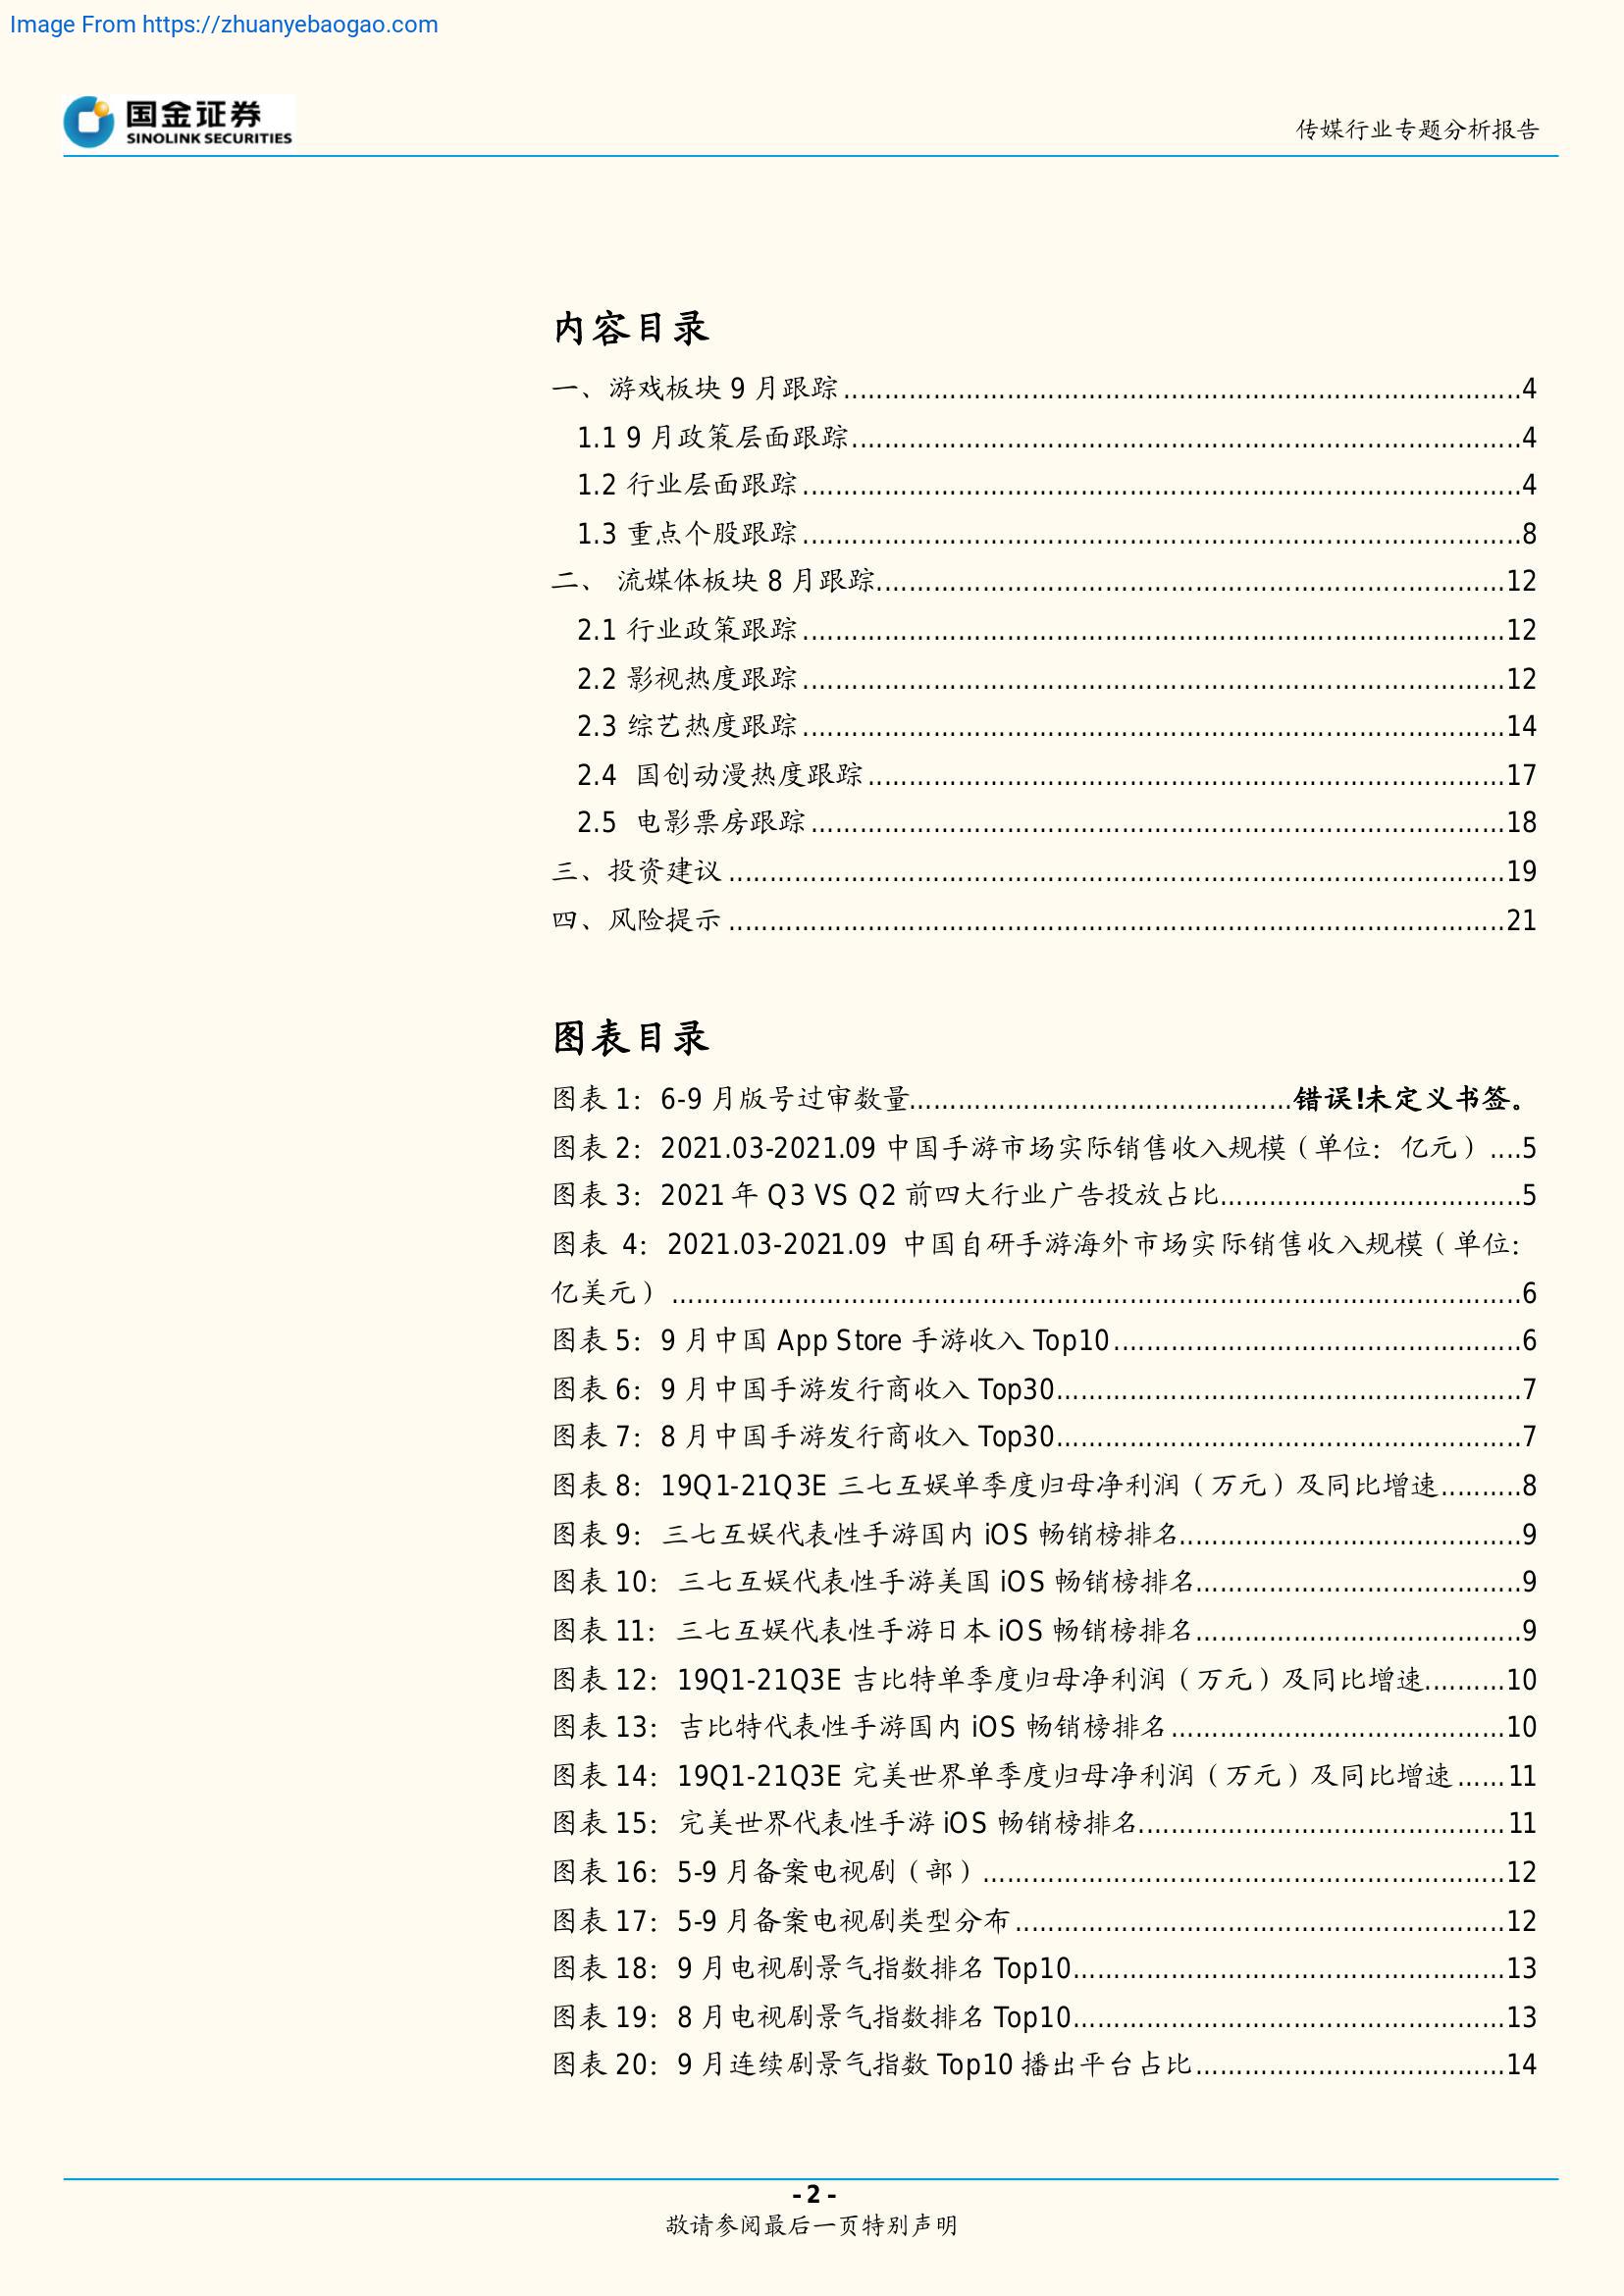 Image From https://zhuanyebaogao.com
国金证券
SINOLINK SECURITIES
传媒行业专题分析报告
内容目录
一、游戏板块 9 月跟踪..........4
1.1 9 月政策层面跟踪..........4
1.2 行业层面跟踪..........4
1.3 重点个股跟踪..........8
二、 流媒体板块 8 月跟踪..........12
2.1 行业政策跟踪..........12
2.2 影视热度跟踪..........12
2.3 综艺热度跟踪..........14
2.4 国创动漫热度跟踪..........17
2.5 电影票房跟踪..........18
三、投资建议..........19
四、风险提示..........21
图表目录
图表 1：6-9 月版号过审数量..........错误!未定义书签。
图表 2：2021.03-2021.09 中国手游市场实际销售收入规模（单位：亿元）....5
图表 3：2021 年 Q3 VS Q2 前四大行业广告投放占比..........5
图表 4：2021.03-2021.09 中国自研手游海外市场实际销售收入规模（单位：
亿美元）..........6
图表 5：9 月中国 App Store 手游收入 Top10..........6
图表 6：9 月中国手游发行商收入 Top30..........7
图表 7：8 月中国手游发行商收入 Top30..........7
图表 8：19Q1-21Q3E 三七互娱单季度归母净利润（万元）及同比增速..........8
图表 9：三七互娱代表性手游国内 iOS 畅销榜排名..........9
图表 10：三七互娱代表性手游美国 iOS 畅销榜排名..........9
图表 11：三七互娱代表性手游日本 iOS 畅销榜排名..........9
图表 12：19Q1-21Q3E 吉比特单季度归母净利润（万元）及同比增速..........10
图表 13：吉比特代表性手游国内 iOS 畅销榜排名..........10
图表 14：19Q1-21Q3E 完美世界单季度归母净利润（万元）及同比增速......11
图表 15：完美世界代表性手游 iOS 畅销榜排名..........11
图表 16：5-9 月备案电视剧（部）..........12
图表 17：5-9 月备案电视剧类型分布..........12
图表 18：9 月电视剧景气指数排名 Top10..........13
图表 19：8 月电视剧景气指数排名 Top10..........13
图表 20：9 月连续剧景气指数 Top10 播出平台占比..........14
- 2 -
敬请参阅最后一页特别声明